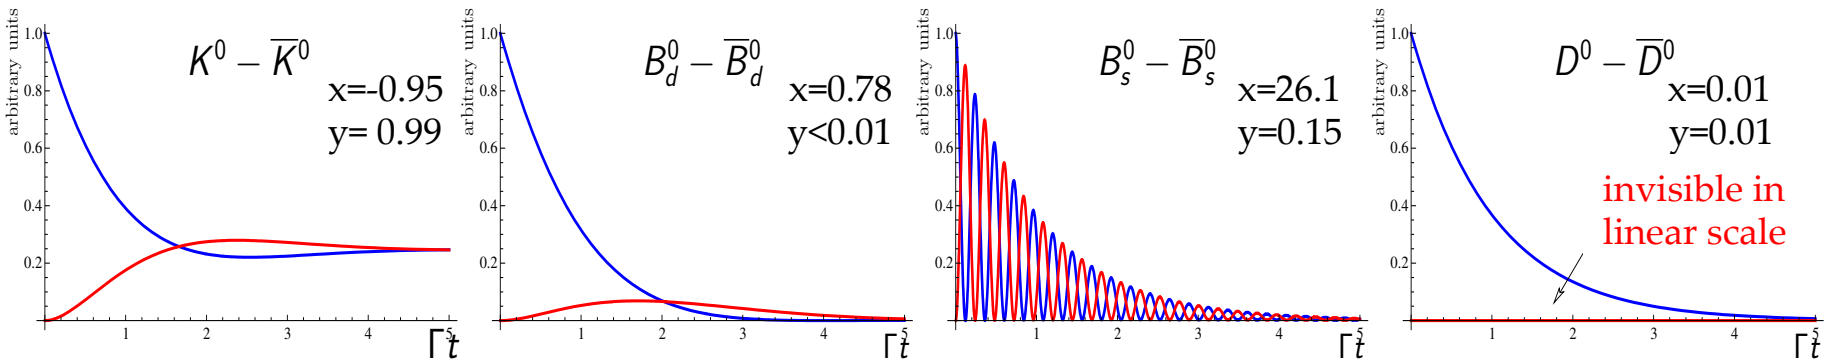 arbitrary units
1.0
0.8
0.6
0.4
0.2
K⁰ – K̅⁰
x=-0.95
y= 0.99
1 2 3 4 5
Γt
arbitrary units
1.0
0.8
0.6
0.4
0.2
B⁰d – B̅⁰d
x=0.78
y<0.01
1 2 3 4 5
Γt
arbitrary units
1.0
0.8
0.6
0.4
0.2
B⁰s – B̅⁰s
x=26.1
y=0.15
1 2 3 4 5
Γt
arbitrary units
1.0
0.8
0.6
0.4
0.2
D⁰ – D̅⁰
x=0.01
y=0.01
invisible in
linear scale
1 2 3 4 5
Γt